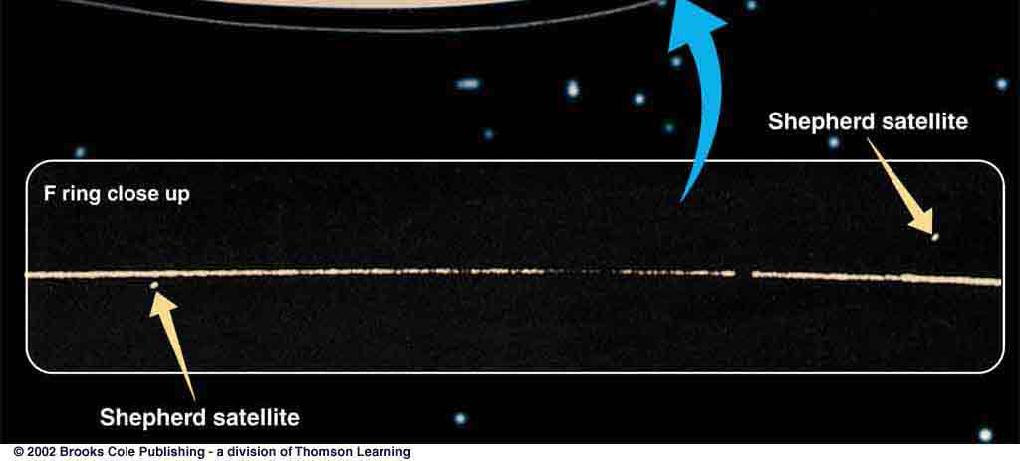 Shepherd satellite
F ring close up
Shepherd satellite
© 2002 Brooks Cole Publishing - a division of Thomson Learning